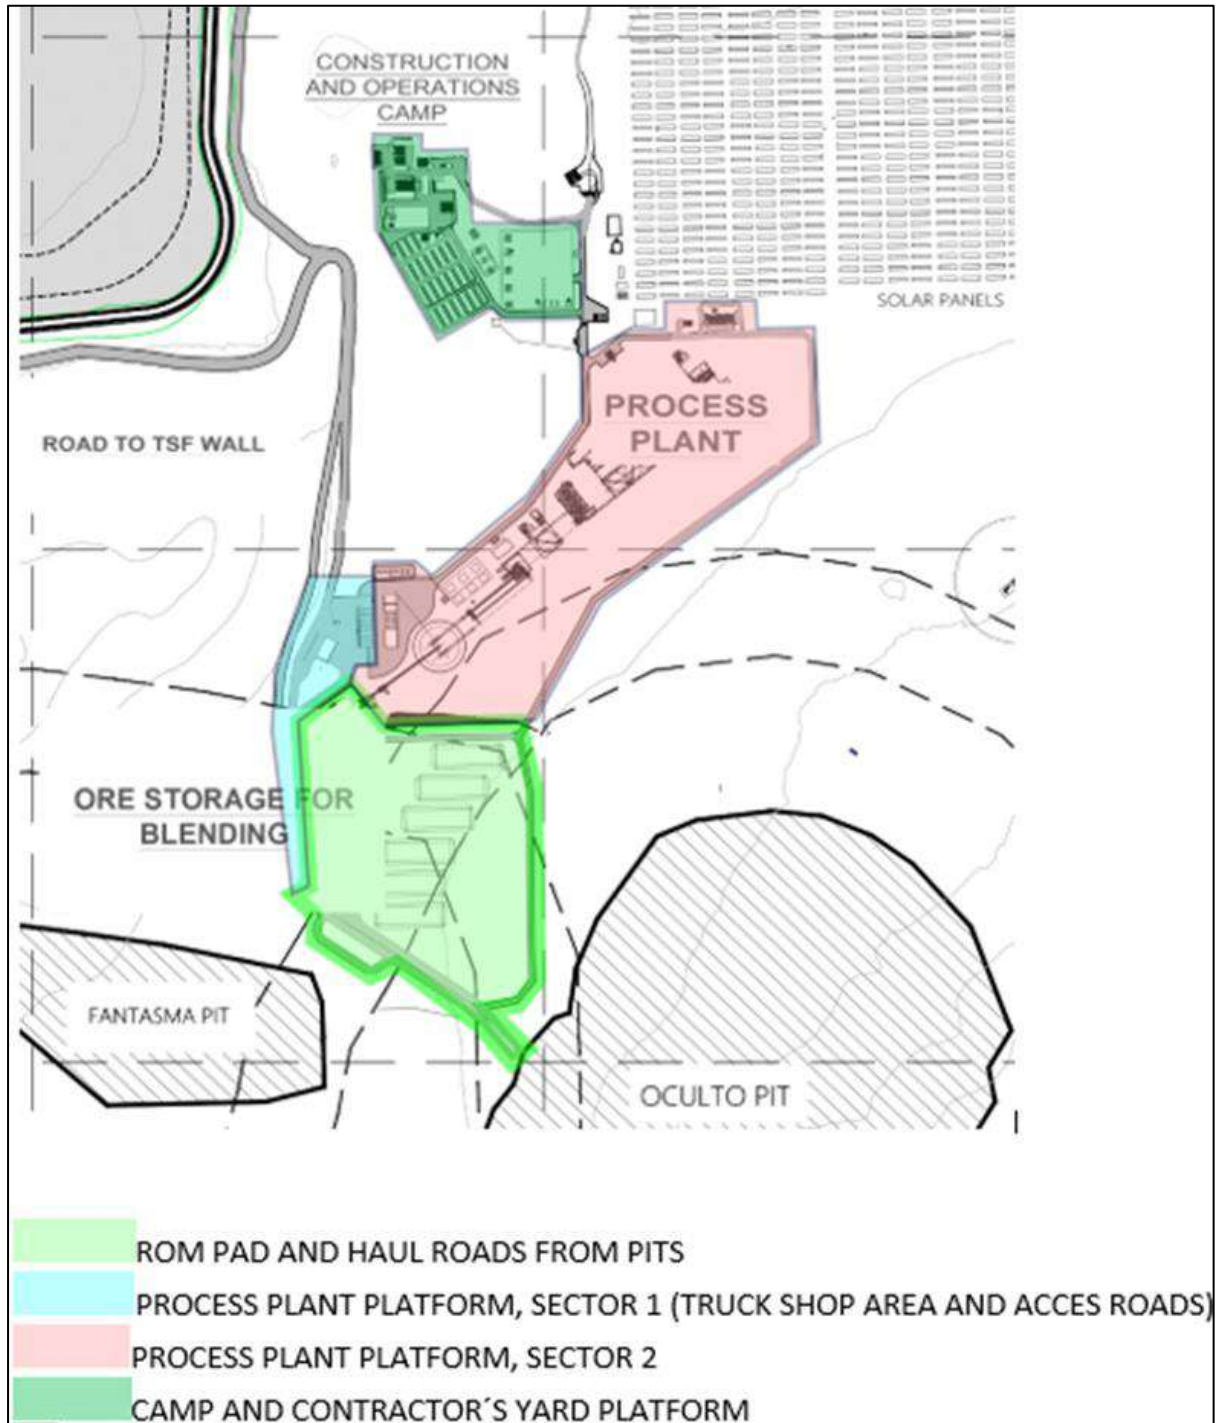 CONSTRUCTION
AND OPERATIONS
CAMP
SOLAR PANELS
PROCESS
PLANT
ROAD TO TSF WALL
ORE STORAGE FOR
BLENDING
FANTASMA PIT
OCULTO PIT
ROM PAD AND HAUL ROADS FROM PITS
PROCESS PLANT PLATFORM, SECTOR 1 (TRUCK SHOP AREA AND ACCES ROADS)
PROCESS PLANT PLATFORM, SECTOR 2
CAMP AND CONTRACTOR´S YARD PLATFORM